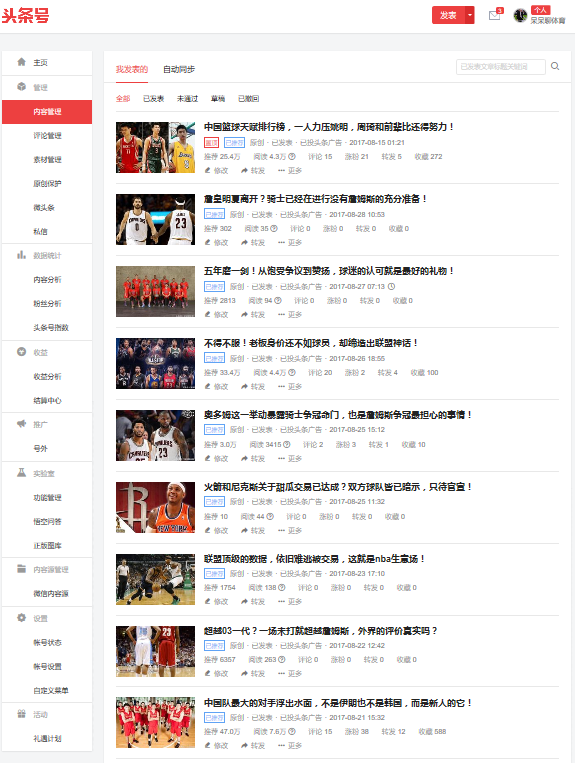 头条号
发表
3
个人
呆呆聊体育
主页
管理
内容管理
评论管理
素材管理
原创保护
微头条
私信
数据统计
内容分析
粉丝分析
头条号指数
收益
收益分析
结算中心
推广
号外
实验室
功能管理
悟空问答
正版图库
内容源管理
微信内容源
设置
帐号状态
帐号设置
自定义菜单
活动
礼遇计划
我发表的 自动同步
已发表文章标题关键词
全部 已发表 未通过 草稿 已撤回
中国篮球天赋排行榜，一人力压姚明，周琦和前辈比还得努力！
置顶 已推荐 原创 · 已发表 · 已投头条广告 · 2017-08-15 01:21
推荐 25.4万 阅读 4.3万 评论 15 涨粉 21 转发 5 收藏 272
修改 转发 更多
詹皇明夏离开？骑士已经在进行没有詹姆斯的充分准备！
已推荐 原创 · 已发表 · 已投头条广告 · 2017-08-28 10:53
推荐 302 阅读 35 评论 0 涨粉 0 转发 0 收藏 0
修改 转发 更多
五年磨一剑！从饱受争议到赞扬，球迷的认可就是最好的礼物！
已推荐 原创 · 已发表 · 已投头条广告 · 2017-08-27 07:13
推荐 2813 阅读 94 评论 0 涨粉 0 转发 0 收藏 0
修改 转发 更多
不得不服！老板身价还不如球员，却缔造出联盟神话！
已推荐 原创 · 已发表 · 已投头条广告 · 2017-08-26 18:55
推荐 33.4万 阅读 4.4万 评论 20 涨粉 2 转发 4 收藏 100
修改 转发 更多
奥多姆这一举动暴露骑士争冠命门，也是詹姆斯争冠最担心的事情！
已推荐 原创 · 已发表 · 已投头条广告 · 2017-08-25 15:12
推荐 3.0万 阅读 3415 评论 2 涨粉 3 转发 1 收藏 10
修改 转发 更多
火箭和尼克斯关于甜瓜交易已达成？双方球队皆已暗示，只待官宣！
已推荐 原创 · 已发表 · 已投头条广告 · 2017-08-25 11:32
推荐 10 阅读 44 评论 0 涨粉 0 转发 0 收藏 0
修改 转发 更多
联盟顶级的数据，依旧难逃被交易，这就是nba生意场！
已推荐 原创 · 已发表 · 已投头条广告 · 2017-08-23 17:10
推荐 1754 阅读 138 评论 0 涨粉 0 转发 0 收藏 0
修改 转发 更多
超越03一代？一场未打就超越詹姆斯，外界的评价真实吗？
已推荐 原创 · 已发表 · 已投头条广告 · 2017-08-22 12:42
推荐 6357 阅读 263 评论 0 涨粉 0 转发 0 收藏 0
修改 转发 更多
中国队最大的对手浮出水面，不是伊朗也不是韩国，而是新人的它！
已推荐 原创 · 已发表 · 已投头条广告 · 2017-08-21 15:32
推荐 47.0万 阅读 7.6万 评论 15 涨粉 38 转发 12 收藏 588
修改 转发 更多